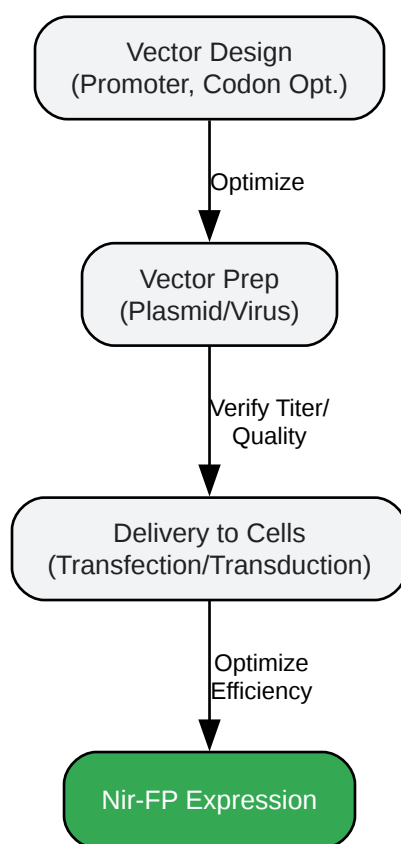 Vector Design
(Promoter, Codon Opt.)
Optimize
Vector Prep
(Plasmid/Virus)
Verify Titer/
Quality
Delivery to Cells
(Transfection/Transduction)
Optimize
Efficiency
Nir-FP Expression